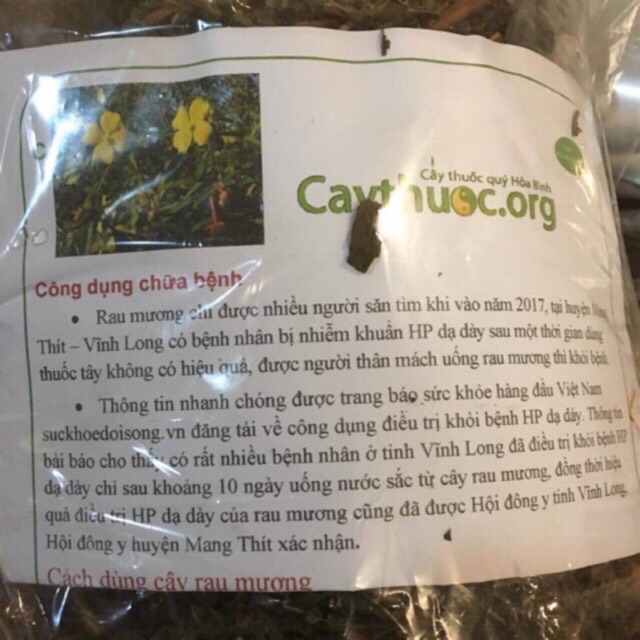 Cây thuốc quý Hòa Bình
Caythuoc.org
Công dụng chữa bệnh
• Rau mương chỉ được nhiều người săn tìm khi vào năm 2017, tại huyện Mang
Thít – Vĩnh Long có bệnh nhân bị nhiễm khuẩn HP dạ dày sau một thời gian dùng
thuốc tây không có hiệu quả, được người thân mách uống rau mương thì khỏi bệnh.
• Thông tin nhanh chóng được trang báo sức khỏe hàng đầu Việt Nam
suckhoedoisong.vn đăng tải về công dụng điều trị khỏi bệnh HP dạ dày. Thông tin
bài báo cho thấy có rất nhiều bệnh nhân ở tỉnh Vĩnh Long đã điều trị khỏi bệnh HP
dạ dày chỉ sau khoảng 10 ngày uống nước sắc từ cây rau mương, đồng thời hiệu
quả điều trị HP dạ dày của rau mương cũng đã được Hội đông y tỉnh Vĩnh Long,
Hội đông y huyện Mang Thít xác nhận.
Cách dùng cây rau mương